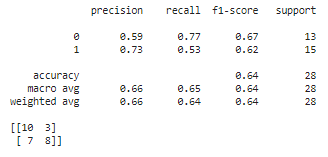 precision recall f1-score support
0 0.59 0.77 0.67 13
1 0.73 0.53 0.62 15
accuracy 0.64 28
macro avg 0.66 0.65 0.64 28
weighted avg 0.66 0.64 0.64 28
[[10 3]
[ 7 8]]